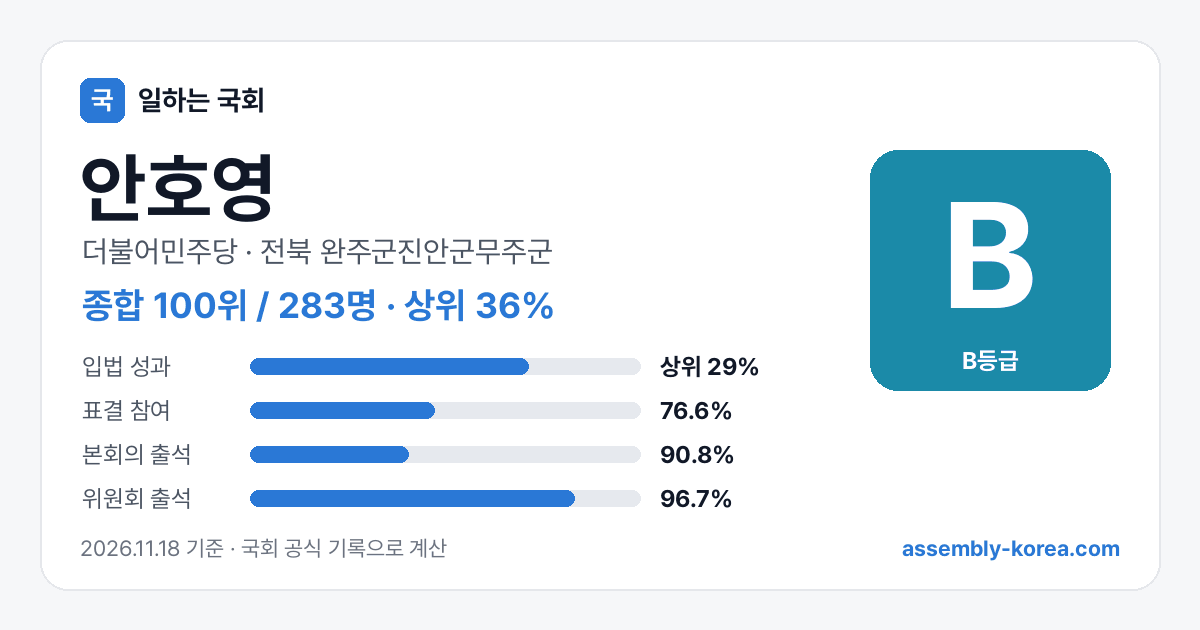 국 일하는 국회
안호영
더불어민주당 · 전북 완주군진안군무주군
종합 100위 / 283명 · 상위 36%
B
B등급
입법 성과 상위 29%
표결 참여 76.6%
본회의 출석 90.8%
위원회 출석 96.7%
2026.11.18 기준 · 국회 공식 기록으로 계산
assembly-korea.com